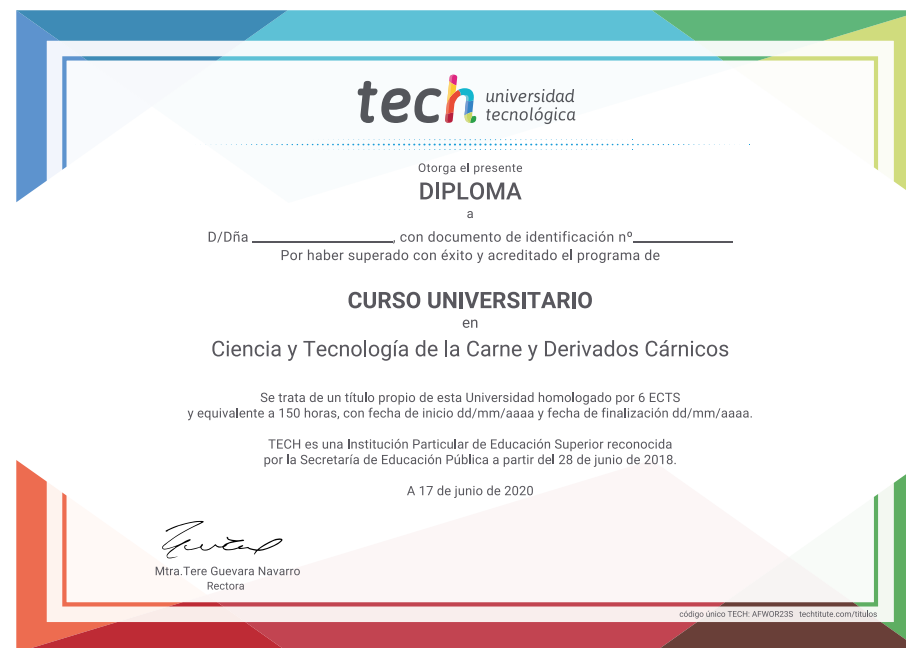 tech universidad
tecnológica
Otorga el presente
DIPLOMA
a
D/Dña ____________________, con documento de identificación nº______________
Por haber superado con éxito y acreditado el programa de
CURSO UNIVERSITARIO
en
Ciencia y Tecnología de la Carne y Derivados Cárnicos
Se trata de un título propio de esta Universidad homologado por 6 ECTS
y equivalente a 150 horas, con fecha de inicio dd/mm/aaaa y fecha de finalización dd/mm/aaaa.
TECH es una Institución Particular de Educación Superior reconocida
por la Secretaría de Educación Pública a partir del 28 de junio de 2018.
A 17 de junio de 2020
Mtra.Tere Guevara Navarro
Rectora
código único TECH: AFWOR23S techtitute.com/titulos